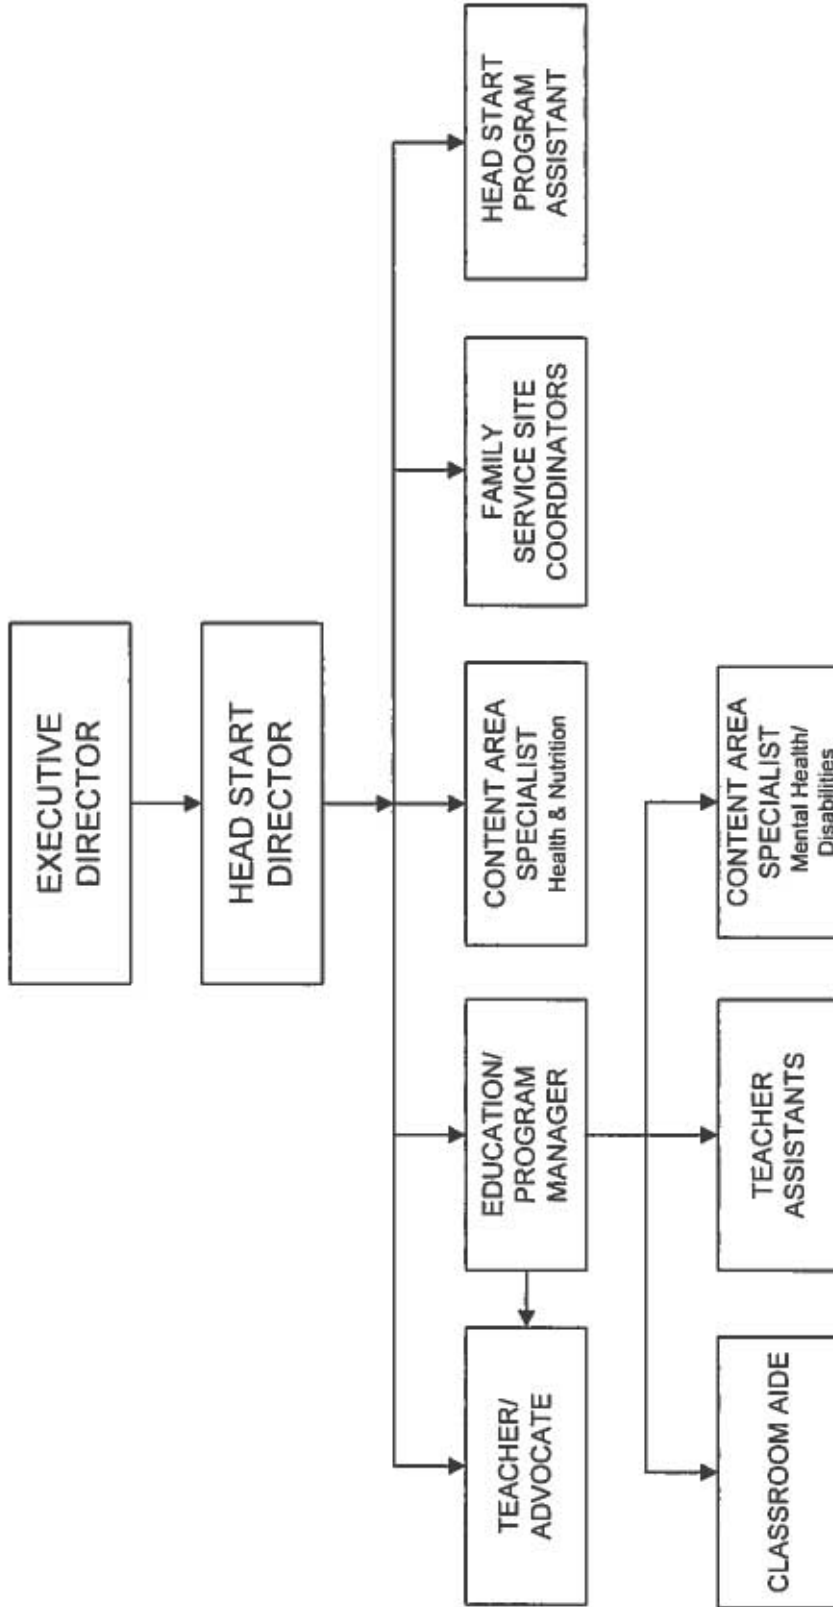 EXECUTIVE
DIRECTOR
HEAD START
DIRECTOR
TEACHER/
ADVOCATE
EDUCATION/
PROGRAM
MANAGER
CONTENT AREA
SPECIALIST
Health & Nutrition
FAMILY
SERVICE SITE
COORDINATORS
HEAD START
PROGRAM
ASSISTANT
CLASSROOM AIDE
TEACHER
ASSISTANTS
CONTENT AREA
SPECIALIST
Mental Health/
Disabilities